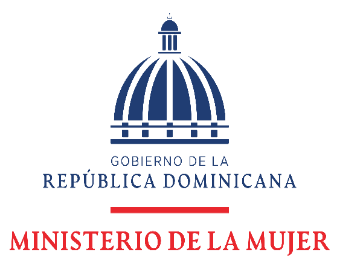 GOBIERNO DE LA
REPÚBLICA DOMINICANA
MINISTERIO DE LA MUJER